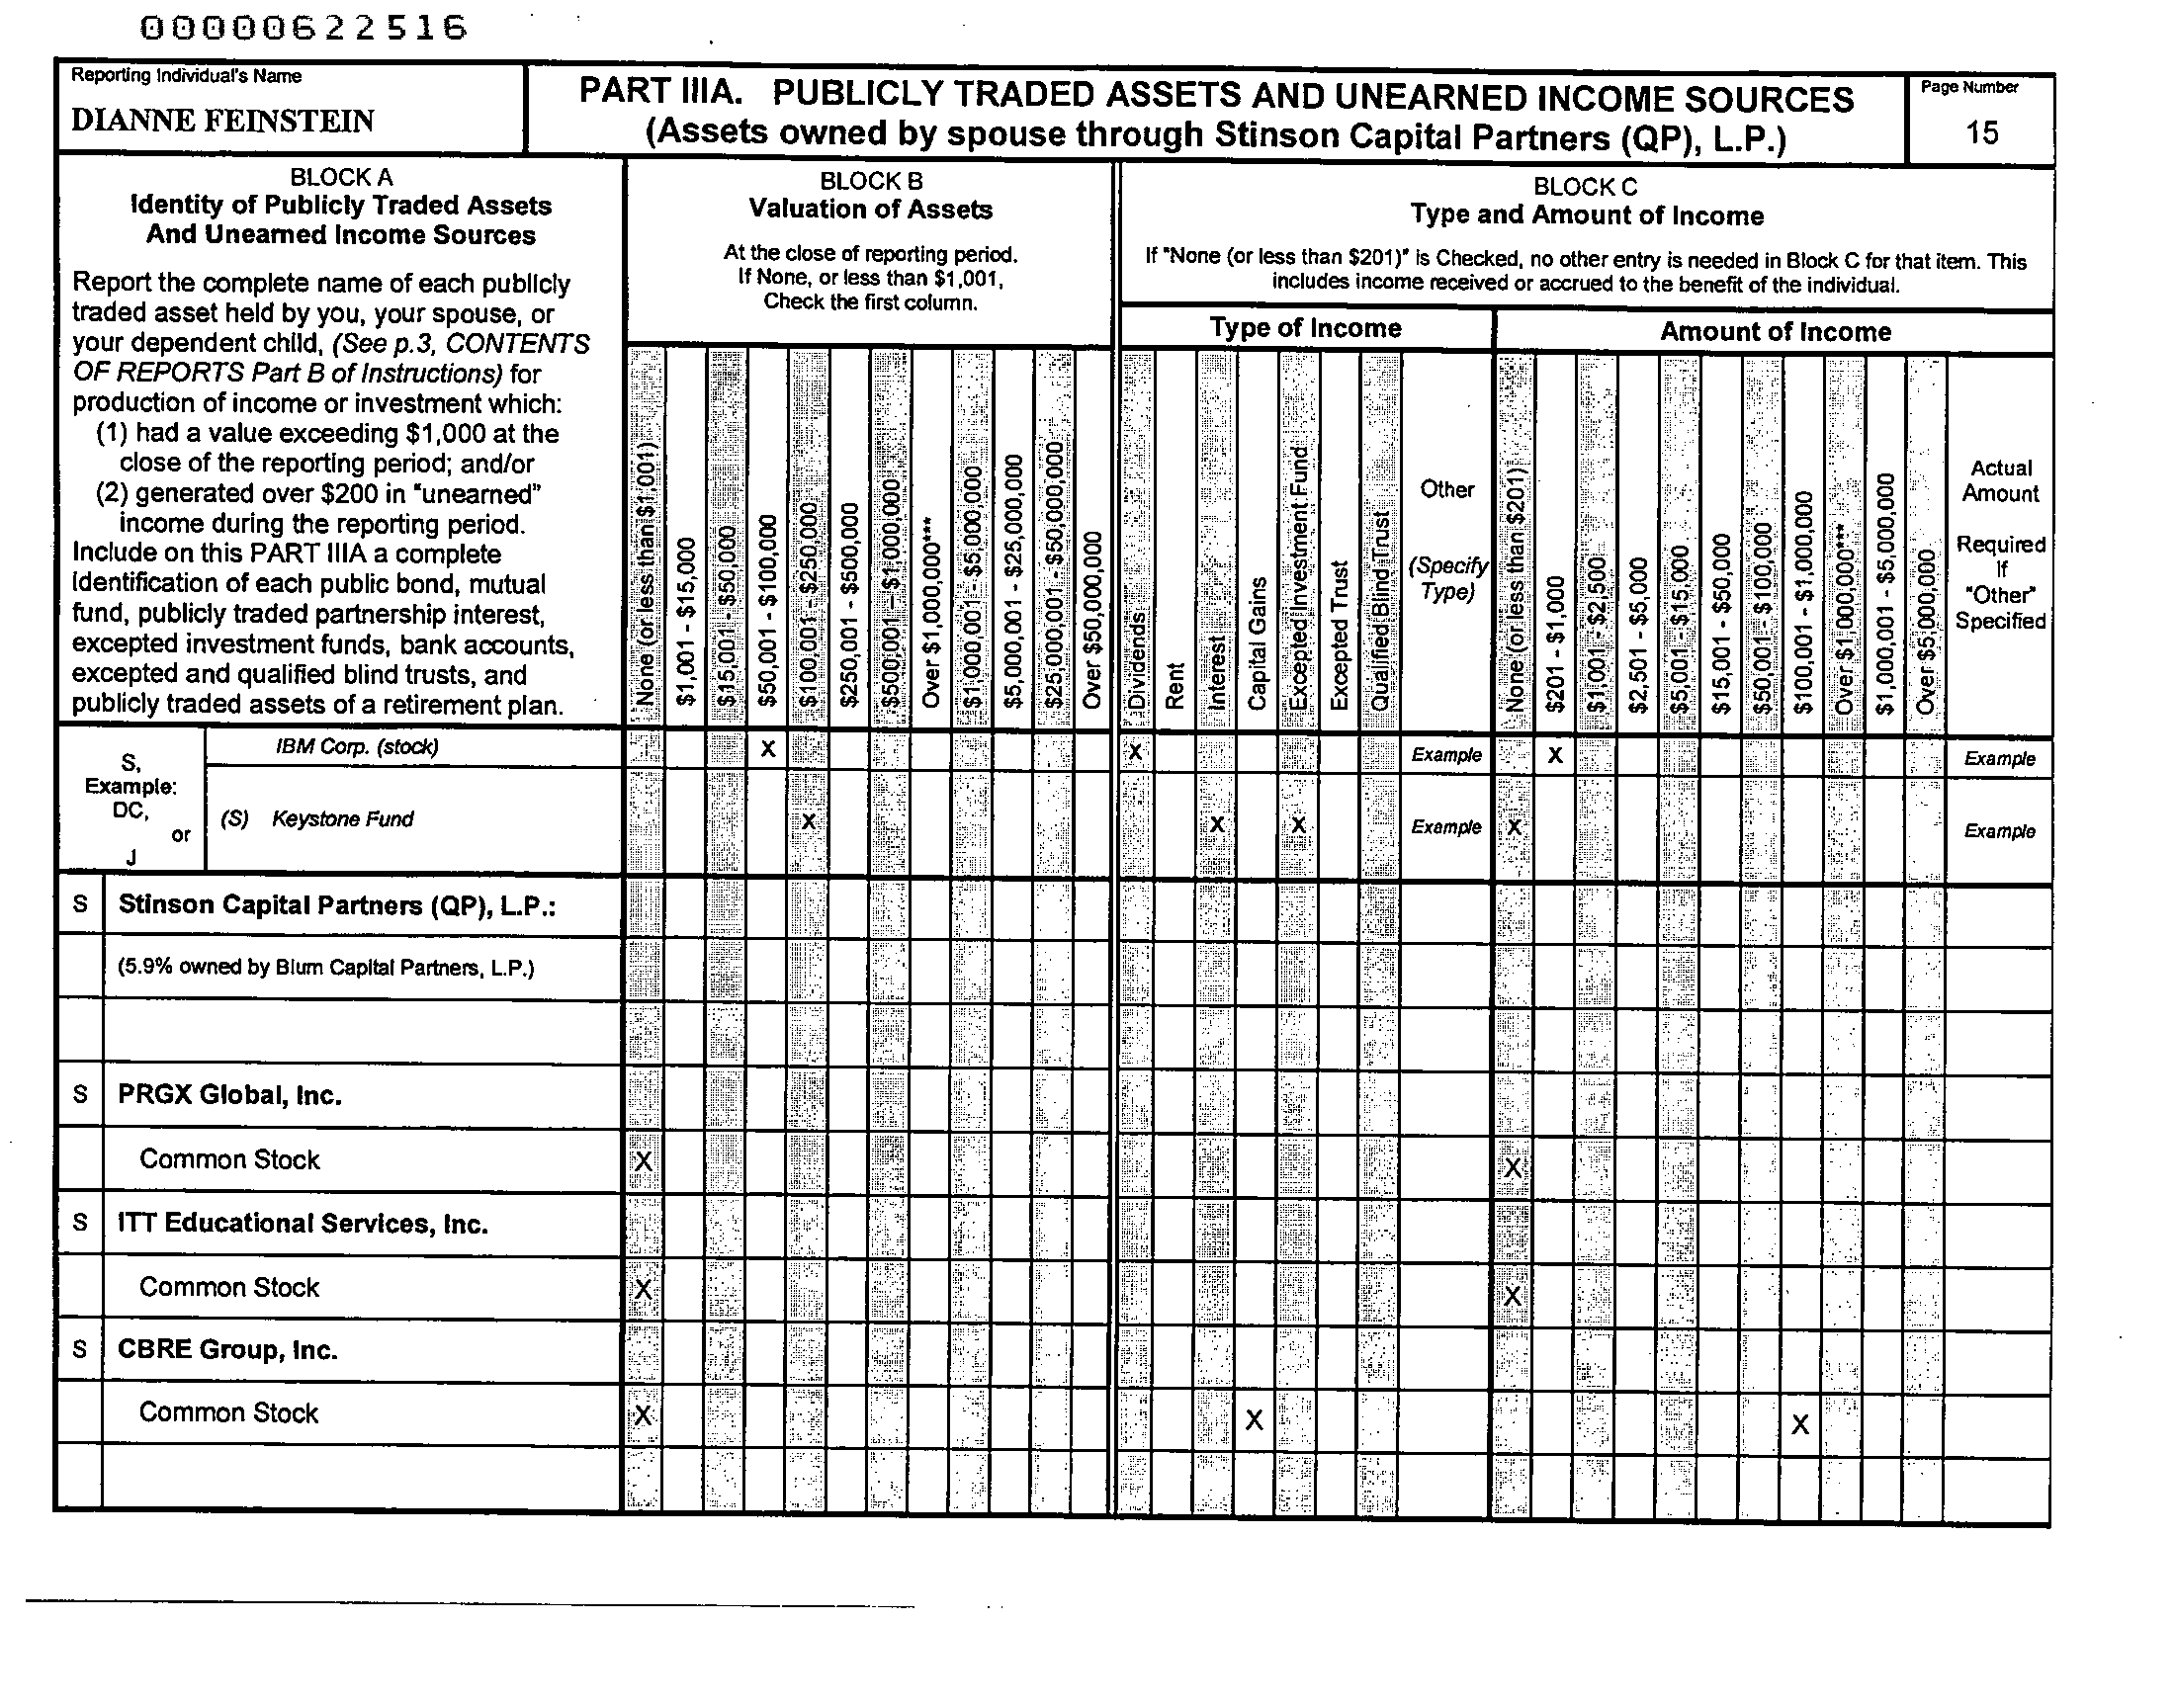 00000622516
Reporting Individual's Name
DIANNE FEINSTEIN
PART IIIA. PUBLICLY TRADED ASSETS AND UNEARNED INCOME SOURCES
(Assets owned by spouse through Stinson Capital Partners (QP), L.P.)
Page Number
15
BLOCK A
Identity of Publicly Traded Assets
And Unearned Income Sources
Report the complete name of each publicly
traded asset held by you, your spouse, or
your dependent child, (See p.3, CONTENTS
OF REPORTS Part B of Instructions) for
production of income or investment which:
(1) had a value exceeding $1,000 at the
close of the reporting period; and/or
(2) generated over $200 in "unearned"
income during the reporting period.
Include on this PART IIIA a complete
identification of each public bond, mutual
fund, publicly traded partnership interest,
excepted investment funds, bank accounts,
excepted and qualified blind trusts, and
publicly traded assets of a retirement plan.
BLOCK B
Valuation of Assets
At the close of reporting period.
If None, or less than $1,001,
Check the first column.
None (or less than $1,001)
$1,001 - $15,000
$15,001 - $50,000
$50,001 - $100,000
$100,001 - $250,000
$250,001 - $500,000
$500,001 - $1,000,000
Over $1,000,000***
$1,000,001 - $5,000,000
$5,000,001 - $25,000,000
$25,000,001 - $50,000,000
Over $50,000,000
BLOCK C
Type and Amount of Income
If "None (or less than $201)" is Checked, no other entry is needed in Block C for that item. This
includes income received or accrued to the benefit of the individual.
Type of Income
Dividends
Rent
Interest
Capital Gains
Excepted Investment Fund
Excepted Trust
Qualified Blind Trust
Other
(Specify
Type)
Amount of Income
None (or less than $201)
$201 - $1,000
$1,001 - $2,500
$2,501 - $5,000
$5,001 - $15,000
$15,001 - $50,000
$50,001 - $100,000
$100,001 - $1,000,000
Over $1,000,000***
$1,000,001 - $5,000,000
Over $5,000,000
Actual
Amount
Required
If
"Other"
Specified
S,
Example:
DC,
or
J
IBM Corp. (stock) X X Example X Example
(S) Keystone Fund X X X Example X Example
S Stinson Capital Partners (QP), L.P.:
(5.9% owned by Blum Capital Partners, L.P.)
S PRGX Global, Inc.
Common Stock X X
S ITT Educational Services, Inc.
Common Stock X X
S CBRE Group, Inc.
Common Stock X X X